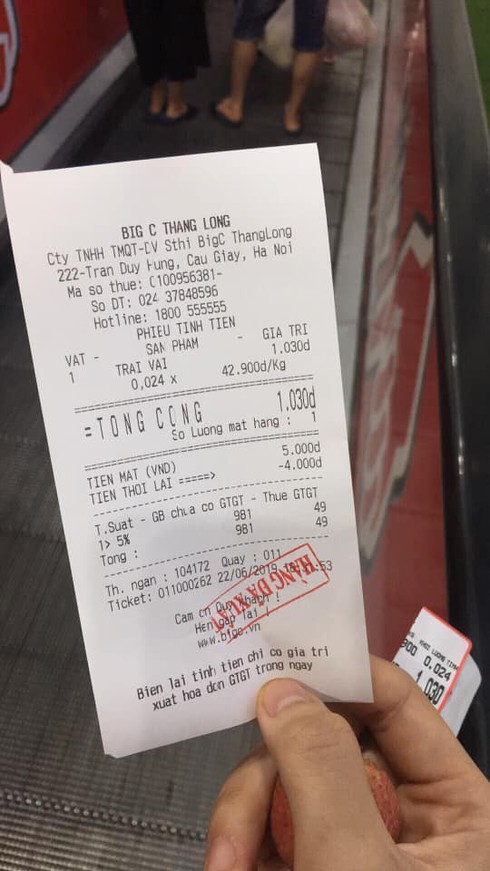 BIG C THANG LONG
Cty TNHH TMQT-DV Sthi BigC ThangLong
222-Tran Duy Hung, Cau Giay, Ha Noi
Ma so thue: C100956381-
So DT: 024 37848596
Hotline: 1800 555555
PHIEU TINH TIEN
VAT - SAN PHAM - GIA TRI
1 TRAI VAI 1.030d
0,024 x 42.900d/Kg
=TONG CONG 1.030d
So Luong mat hang : 1
TIEN MAT (VND) 5.000d
TIEN THOI LAI =====> -4.000d
T.Suat - GB chua co GTGT - Thue GTGT
1> 5% 981 49
Tong : 981 49
Th. ngan : 104172 Quay : 011
Ticket: 011000262 22/06/2019
HÀNG ĐÃ XUẤT
Cam on Quy khach !
Hen gap lai !
www.bigc.vn
Bien lai tinh tien chi co gia tri
xuat hoa don GTGT trong ngay
0.024
1.030